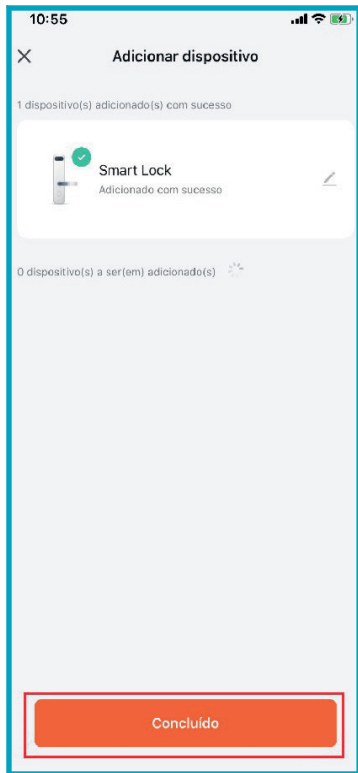 10:55
Adicionar dispositivo
1 dispositivo(s) adicionado(s) com sucesso
Smart Lock
Adicionado com sucesso
0 dispositivo(s) a ser(em) adicionado(s)
Concluído